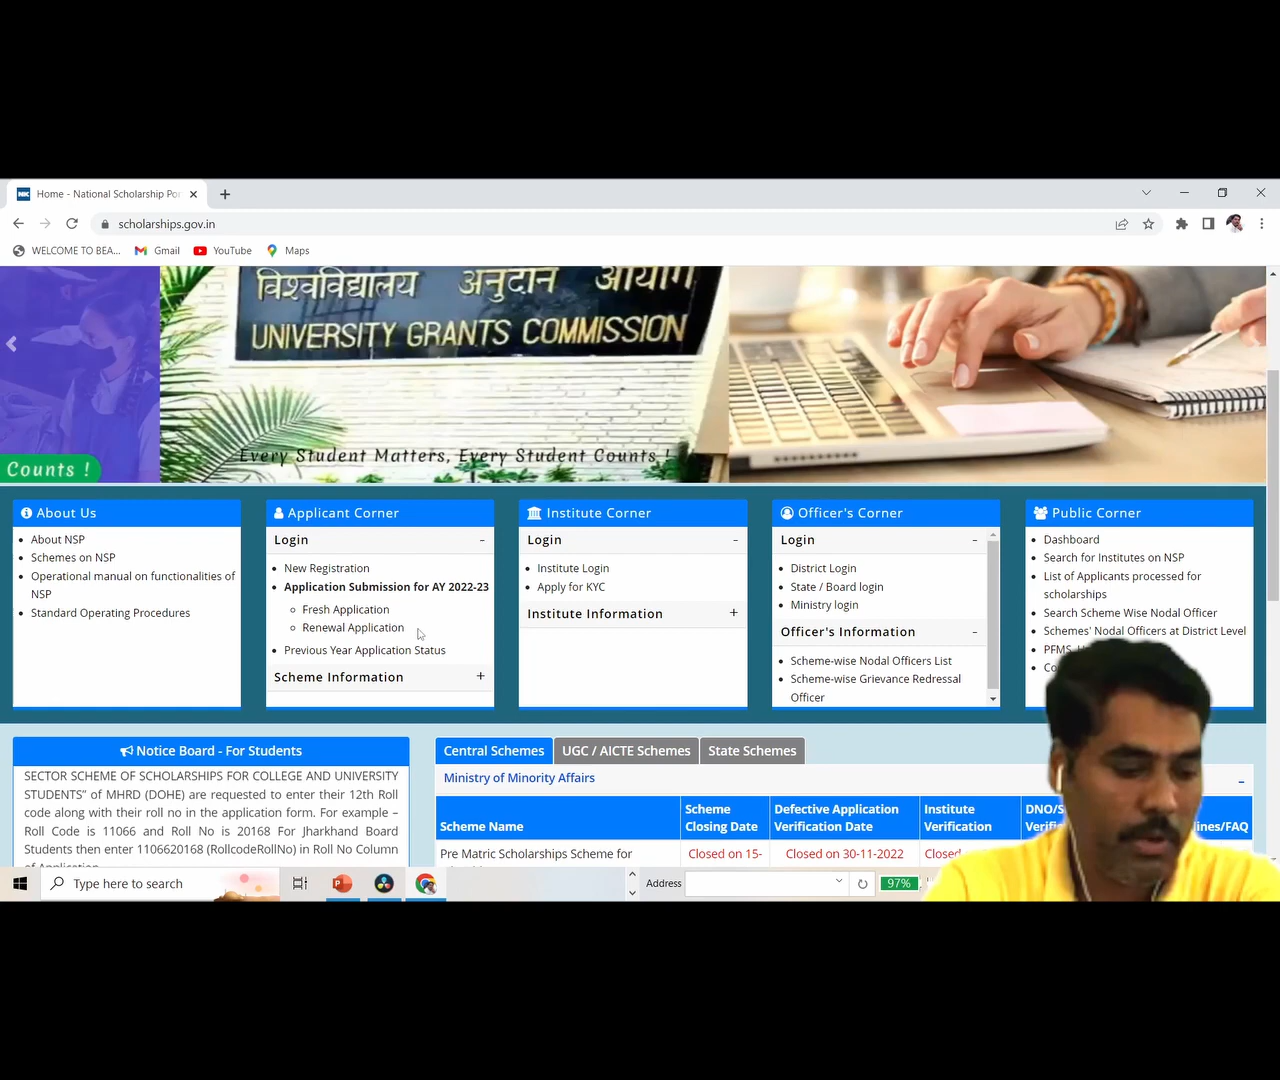 Home - National Scholarship Por
scholarships.gov.in
WELCOME TO BEA...
Gmail
YouTube
Maps
विश्वविद्यालय अनुदान आयोग
UNIVERSITY GRANTS COMMISSION
Every Student Matters, Every Student Counts !
Counts !
About Us
About NSP
Schemes on NSP
Operational manual on functionalities of
NSP
Standard Operating Procedures
Applicant Corner
Login -
New Registration
Application Submission for AY 2022-23
Fresh Application
Renewal Application
Previous Year Application Status
Scheme Information +
Institute Corner
Login -
Institute Login
Apply for KYC
Institute Information +
Officer's Corner
Login -
District Login
State / Board login
Ministry login
Officer's Information -
Scheme-wise Nodal Officers List
Scheme-wise Grievance Redressal
Officer
Public Corner
Dashboard
Search for Institutes on NSP
List of Applicants processed for
scholarships
Search Scheme Wise Nodal Officer
Schemes' Nodal Officers at District Level
PFMS
Notice Board - For Students
SECTOR SCHEME OF SCHOLARSHIPS FOR COLLEGE AND UNIVERSITY
STUDENTS” of MHRD (DOHE) are requested to enter their 12th Roll
code along with their roll no in the application form. For example –
Roll Code is 11066 and Roll No is 20168 For Jharkhand Board
Students then enter 1106620168 (RollcodeRollNo) in Roll No Column
of Application
Central Schemes
UGC / AICTE Schemes
State Schemes
Ministry of Minority Affairs -
Scheme Name
Scheme
Closing Date
Defective Application
Verification Date
Institute
Verification
DNO/S
Verifi
lines/FAQ
Pre Matric Scholarships Scheme for
Closed on 15-
Closed on 30-11-2022
Closed
Type here to search
Address
97%